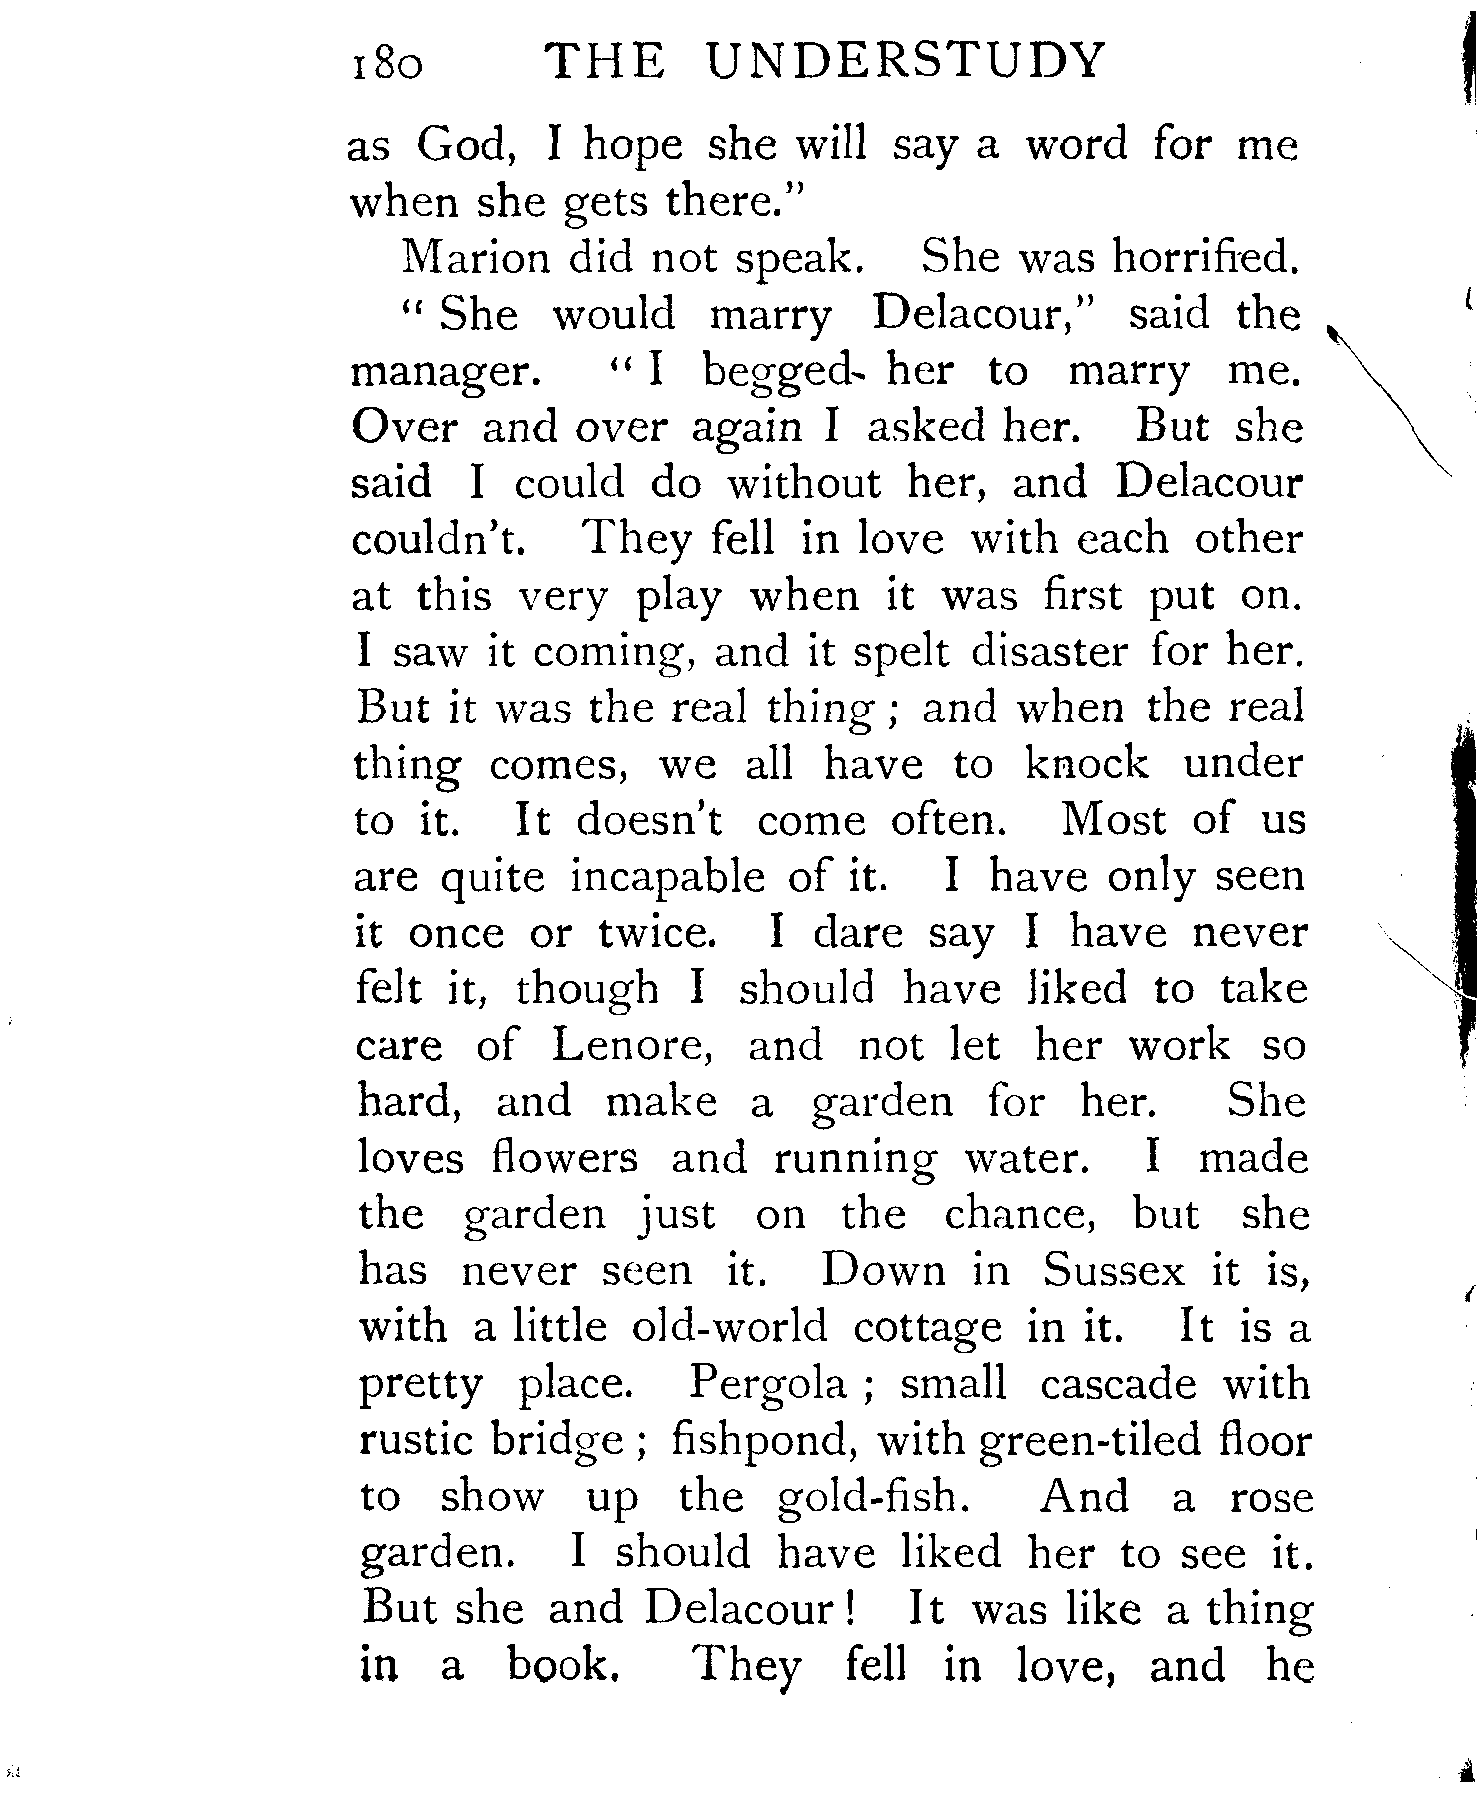 180 THE UNDERSTUDY
as God, I hope she will say a word for me
when she gets there."
Marion did not speak. She was horrified.
"She would marry Delacour," said the
manager. "I begged her to marry me.
Over and over again I asked her. But she
said I could do without her, and Delacour
couldn't. They fell in love with each other
at this very play when it was first put on.
I saw it coming, and it spelt disaster for her.
But it was the real thing; and when the real
thing comes, we all have to knock under
to it. It doesn't come often. Most of us
are quite incapable of it. I have only seen
it once or twice. I dare say I have never
felt it, though I should have liked to take
care of Lenore, and not let her work so
hard, and make a garden for her. She
loves flowers and running water. I made
the garden just on the chance, but she
has never seen it. Down in Sussex it is,
with a little old-world cottage in it. It is a
pretty place. Pergola; small cascade with
rustic bridge; fishpond, with green-tiled floor
to show up the gold-fish. And a rose
garden. I should have liked her to see it.
But she and Delacour! It was like a thing
in a book. They fell in love, and he